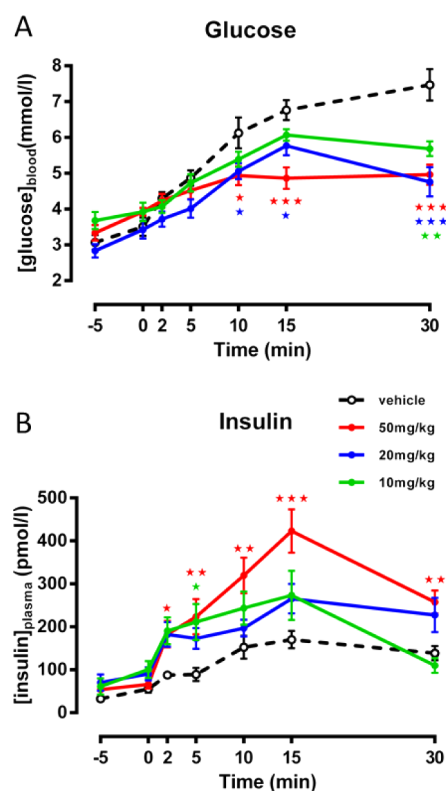 A
Glucose
[glucose]blood(mmol/l)
8
7
6
5
4
3
2
-5 0 2 5 10 15 30
Time (min)
B
Insulin
vehicle
50mg/kg
20mg/kg
10mg/kg
[insulin]plasma (pmol/l)
500
400
300
200
100
0
-5 0 2 5 10 15 30
Time (min)